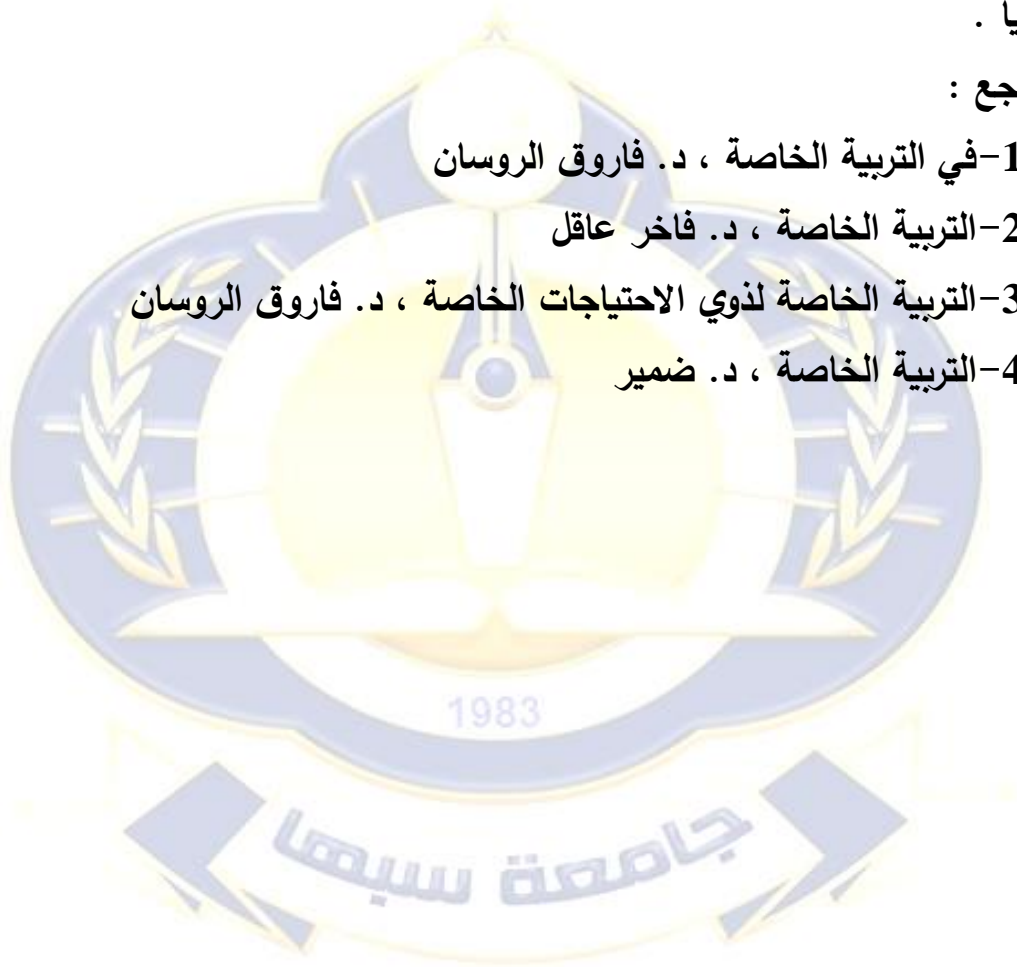 يا .
جع :
1-في التربية الخاصة ، د. فاروق الروسان
2-التربية الخاصة ، د. فاخر عاقل
3-التربية الخاصة لذوي الاحتياجات الخاصة ، د. فاروق الروسان
4-التربية الخاصة ، د. ضمير
1983
جامعة سبها